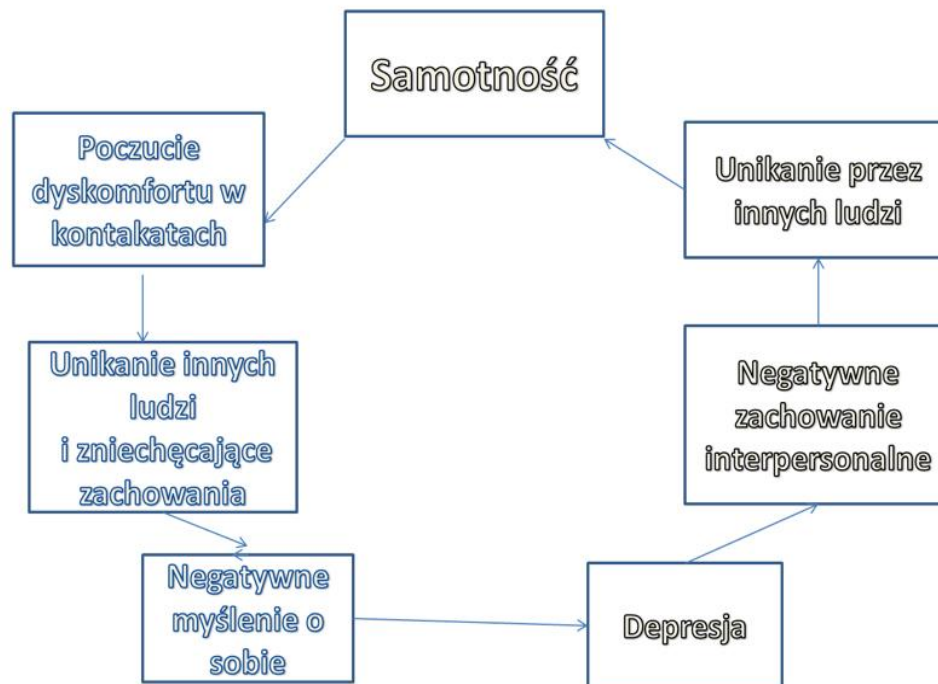 Samotność
Poczucie
dyskomfortu w
kontakatach
Unikanie innych
ludzi
i zniechęcające
zachowania
Negatywne
myślenie o
sobie
Depresja
Negatywne
zachowanie
interpersonalne
Unikanie przez
innych ludzi